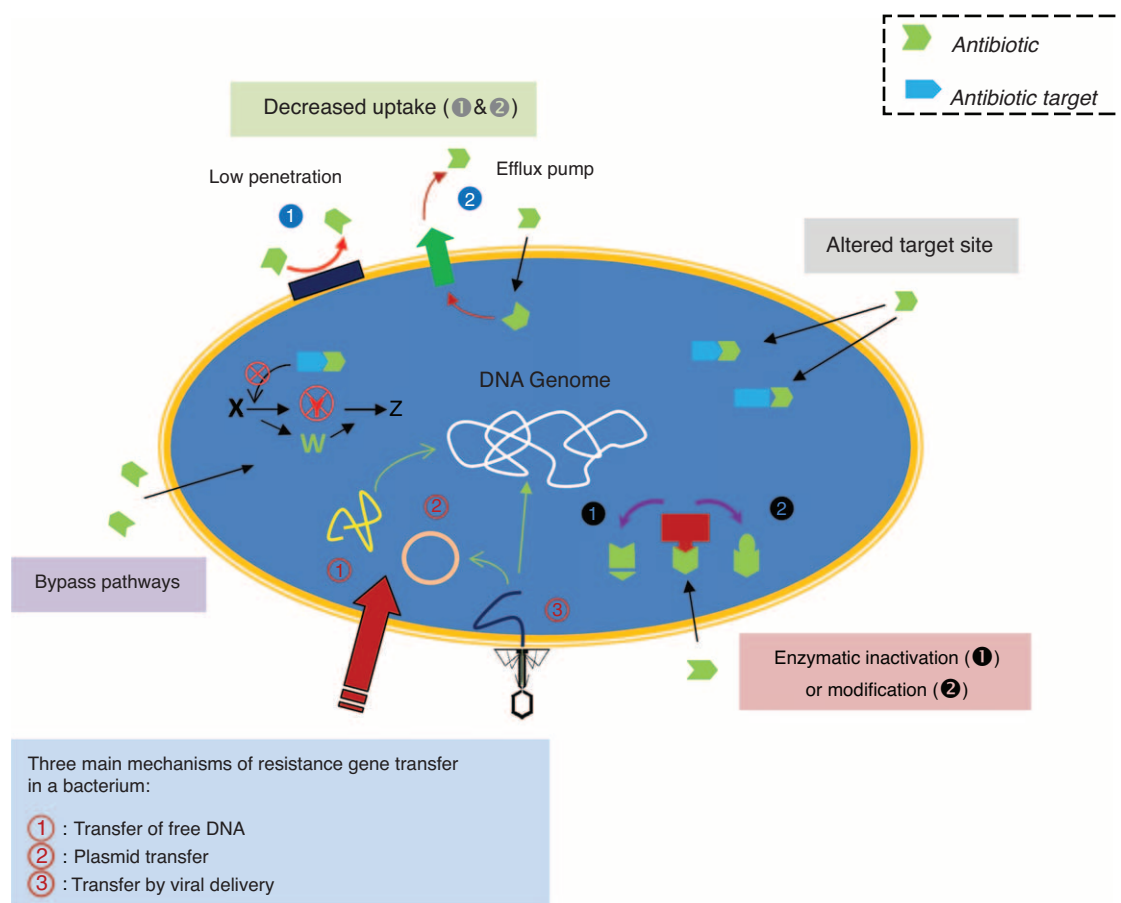 Antibiotic
Antibiotic target
Decreased uptake (❶&❷)
Low penetration
Efflux pump
1
2
Altered target site
DNA Genome
X
Y
Z
W
2
1
3
1
2
Bypass pathways
Enzymatic inactivation (❶)
or modification (❷)
Three main mechanisms of resistance gene transfer
in a bacterium:
① : Transfer of free DNA
② : Plasmid transfer
③ : Transfer by viral delivery